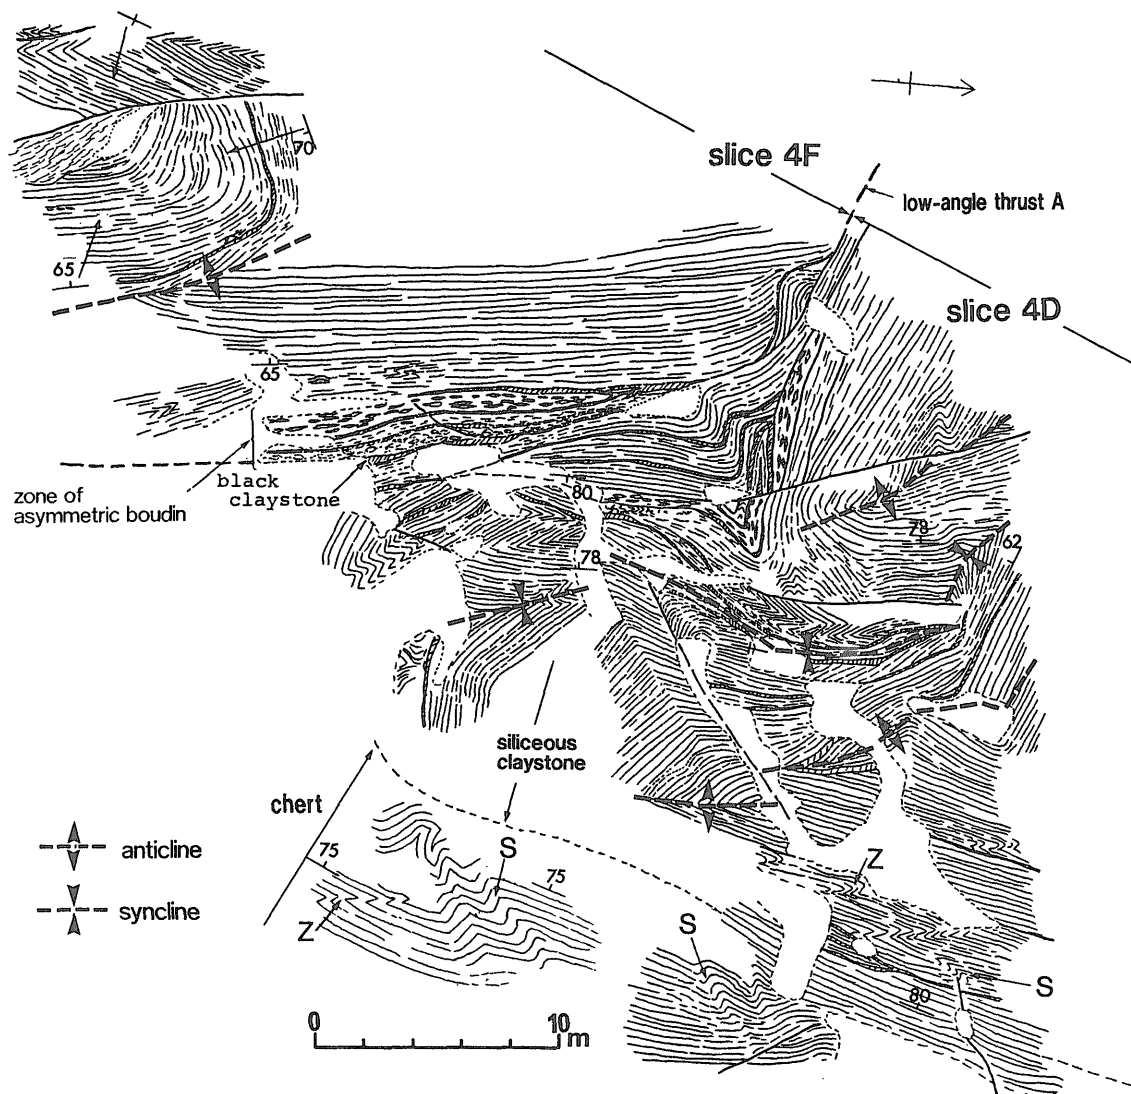 70
slice 4F
low-angle thrust A
65
slice 4D
65
black
claystone
zone of
asymmetric boudin
80
78
62
78
siliceous
claystone
chert
anticline
75
S
75
Z
syncline
Z
S
S
80
0
10
m